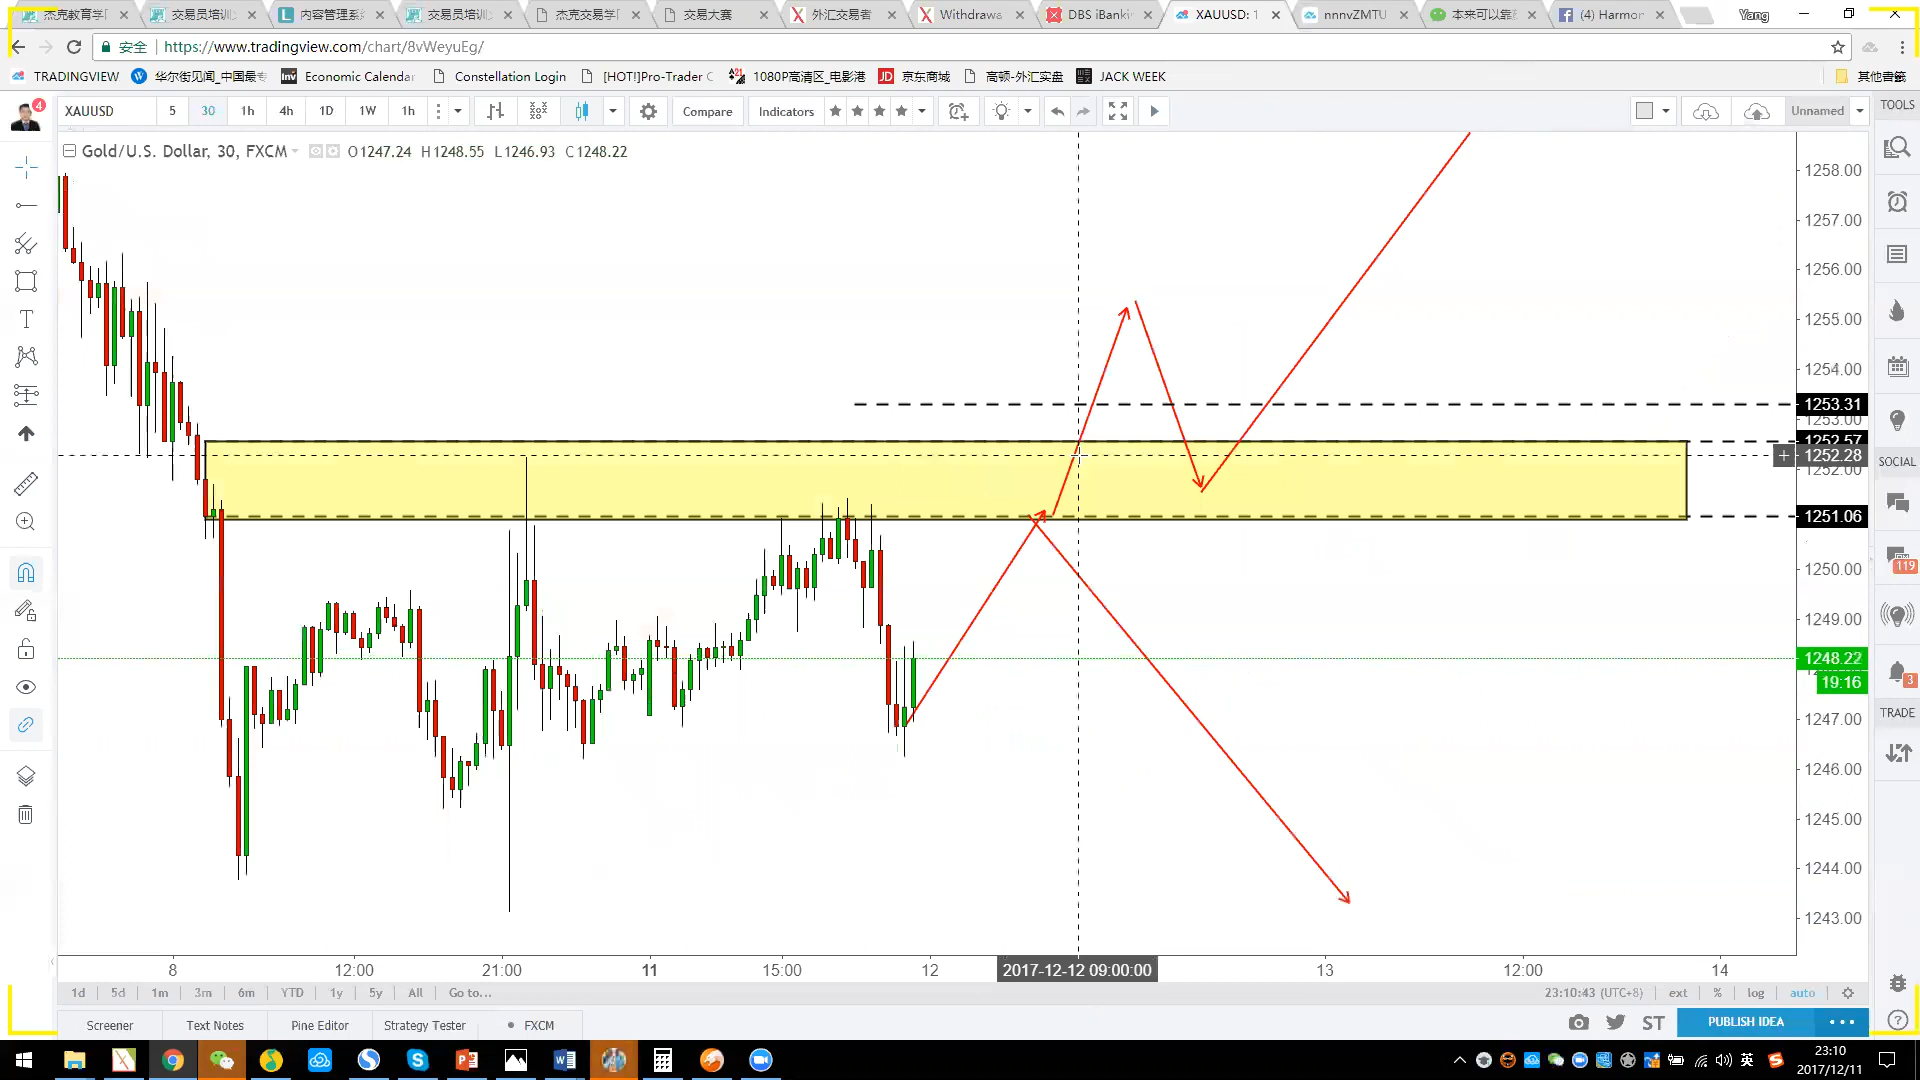 杰克教育学
交易员培训
内容管理系
交易员培训
杰克交易学
交易大赛
外汇交易者
Withdrawa
DBS iBanki
XAUUSD: 1
nnnvZMTU
本来可以靠
(4) Harmon
Yang
安全 https://www.tradingview.com/chart/8vWeyuEg/
TRADINGVIEW
华尔街见闻_中国最专
Economic Calendar
Constellation Login
[HOT!]Pro-Trader C
1080P高清区_电影港
JD 京东商城
高顿-外汇实盘
JACK WEEK
其他書籤
4
XAUUSD 5 30 1h 4h 1D 1W 1h Compare Indicators Unnamed
TOOLS
Gold/U.S. Dollar, 30, FXCM O1247.24 H1248.55 L1246.93 C1248.22
1258.00
1257.00
1256.00
1255.00
1254.00
1253.31
1253.00
1252.57
1252.28
1252.00
1251.06
1250.00
1249.00
1248.22
19:16
1247.00
1246.00
1245.00
1244.00
1243.00
SOCIAL
119
3
TRADE
8 12:00 21:00 11 15:00 12 2017-12-12 09:00:00 13 12:00 14
1d 5d 1m 3m 6m YTD 1y 5y All Go to... 23:10:43 (UTC+8) ext % log auto
Screener Text Notes Pine Editor Strategy Tester FXCM ST PUBLISH IDEA
英
23:10
2017/12/11